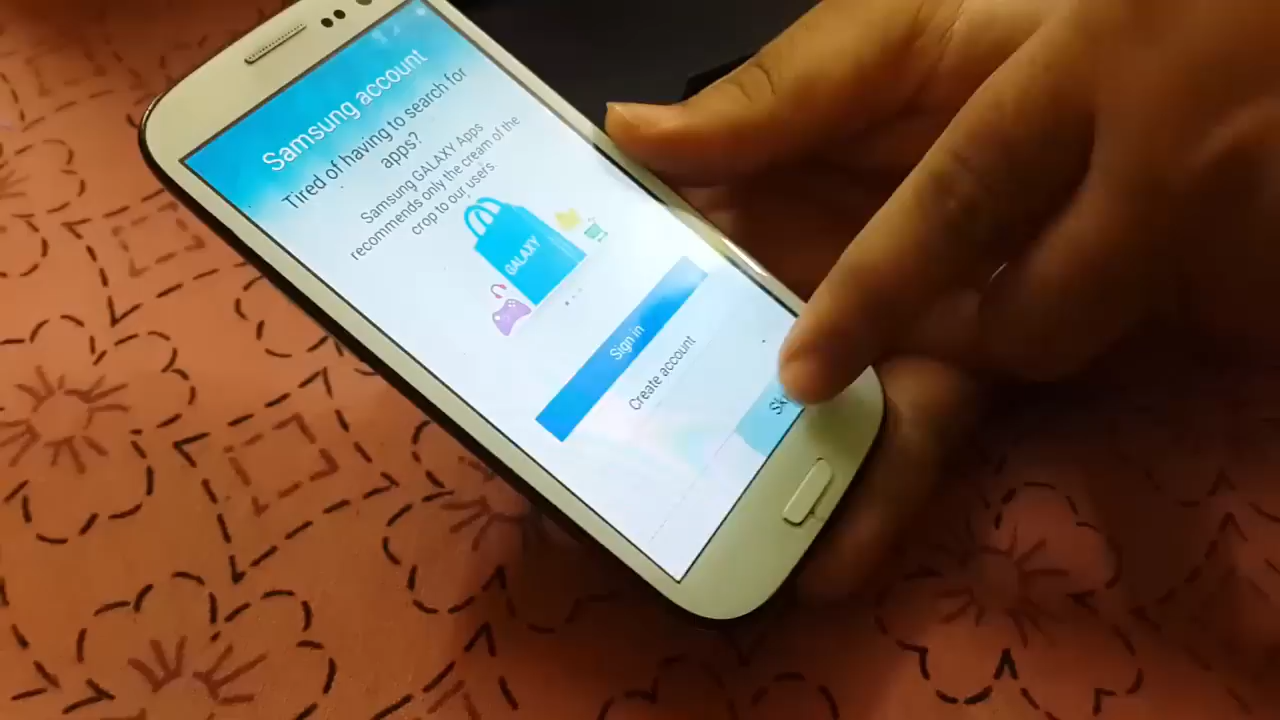 Samsung account
Tired of having to search for
apps?
Samsung GALAXY Apps
recommends only the cream of the
crop to our users.
GALAXY
Sign in
Create account